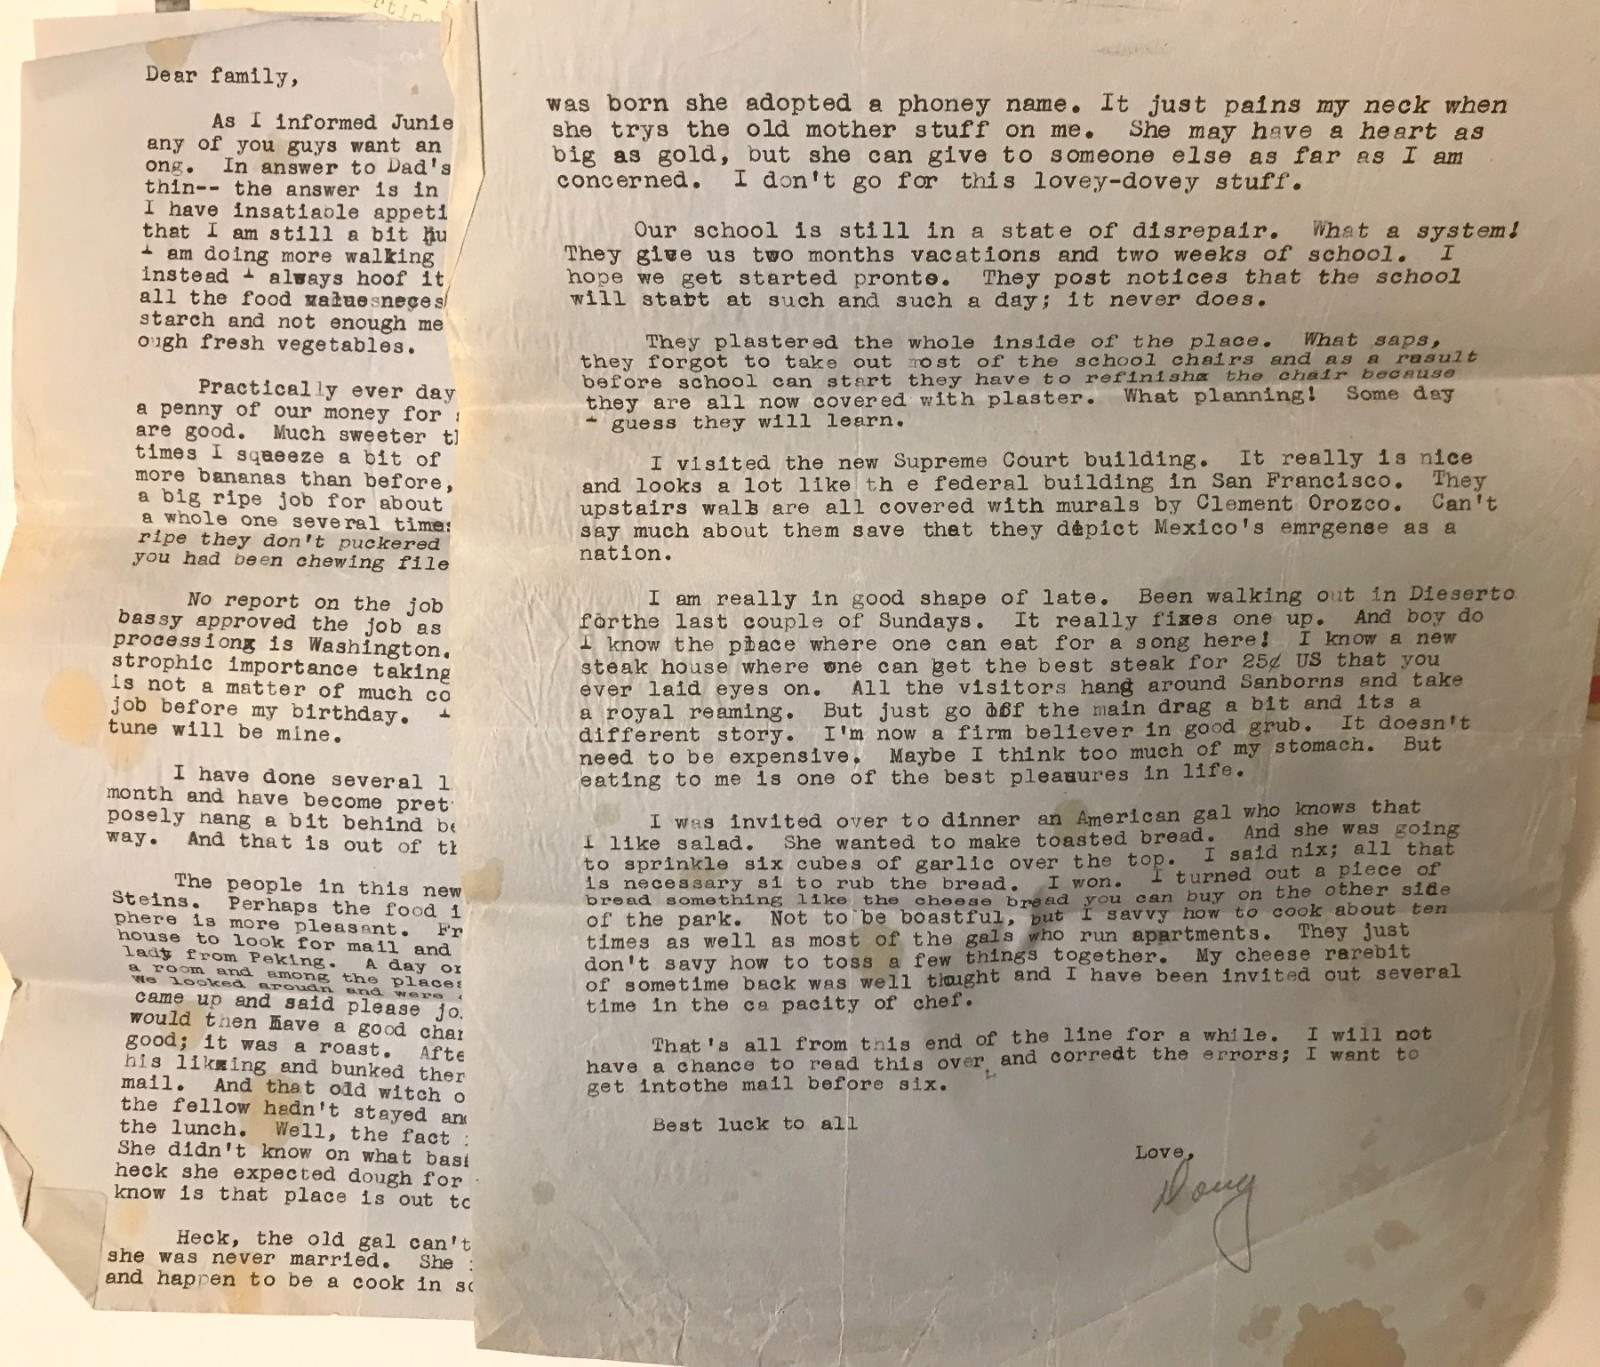 Dear family,
As I informed Junie
any of you guys want an
ong. In answer to Dad's
thin-- the answer is in
I have insatiable appeti
that I am still a bit hu
I am doing more walking
instead I always hoof it
all the food value neces
starch and not enough me
ough fresh vegetables.
Practically ever day
a penny of our money for
are good. Much sweeter th
times I squeeze a bit of
more bananas than before,
a big ripe job for about
a whole one several times
ripe they don't puckered
you had been chewing file
No report on the job
bassy approved the job as
processiong is Washington.
strophic importance taking
is not a matter of much co
job before my birthday. I
tune will be mine.
I have done several l
month and have become pret
posely hang a bit behind be
way. And that is out of th
The people in this new
Steins. Perhaps the food i
phere is more pleasant. Fr
house to look for mail and
lady from Peking. A day or
a room and among the places
We looked aroudn and were
came up and said please jo
would then have a good char
good; it was a roast. Afte
his likming and bunked ther
mail. And that odd witch o
the fellow hadn't stayed and
the lunch. Well, the fact
She didn't know on what basi
heck she expected dough for
know is that place is out to
Heck, the old gal can't
she was never married. She
and happen to be a cook in so
was born she adopted a phoney name. It just pains my neck when
she trys the old mother stuff on me. She may have a heart as
big as gold, but she can give to someone else as far as I am
concerned. I don't go for this lovey-dovey stuff.
Our school is still in a state of disrepair. What a system!
They give us two months vacations and two weeks of school. I
hope we get started pronto. They post notices that the school
will start at such and such a day; it never does.
They plastered the whole inside of the place. What saps,
they forgot to take out most of the school chairs and as a rasult
before school can start they have to refinishx the chair because
they are all now covered with plaster. What planning! Some day
I guess they will learn.
I visited the new Supreme Court building. It really is nice
and looks a lot like th e federal building in San Francisco. They
upstairs walls are all covered with murals by Clement Orozco. Can't
say much about them save that they depict Mexico's emrgense as a
nation.
I am really in good shape of late. Been walking out in Dieserto
forthe last couple of Sundays. It really fixes one up. And boy do
I know the place where one can eat for a song here! I know a new
steak house where one can get the best steak for 25¢ US that you
ever laid eyes on. All the visitors hang around Sanborns and take
a royal reaming. But just go off the main drag a bit and its a
different story. I'm now a firm believer in good grub. It doesn't
need to be expensive. Maybe I think too much of my stomach. But
eating to me is one of the best pleasures in life.
I was invited over to dinner an American gal who knows that
I like salad. She wanted to make toasted bread. And she was going
to sprinkle six cubes of garlic over the top. I said nix; all that
is necessary si to rub the bread. I won. I turned out a piece of
bread something like the cheese bread you can buy on the other side
of the park. Not to be boastful, but I savvy how to cook about ten
times as well as most of the gals who run apartments. They just
don't savy how to toss a few things together. My cheese rarebit
of sometime back was well thought and I have been invited out several
time in the ca pacity of chef.
That's all from this end of the line for a while. I will not
have a chance to read this over and corredt the errors; I want to
get intothe mail before six.
Best luck to all
Love,
Doug